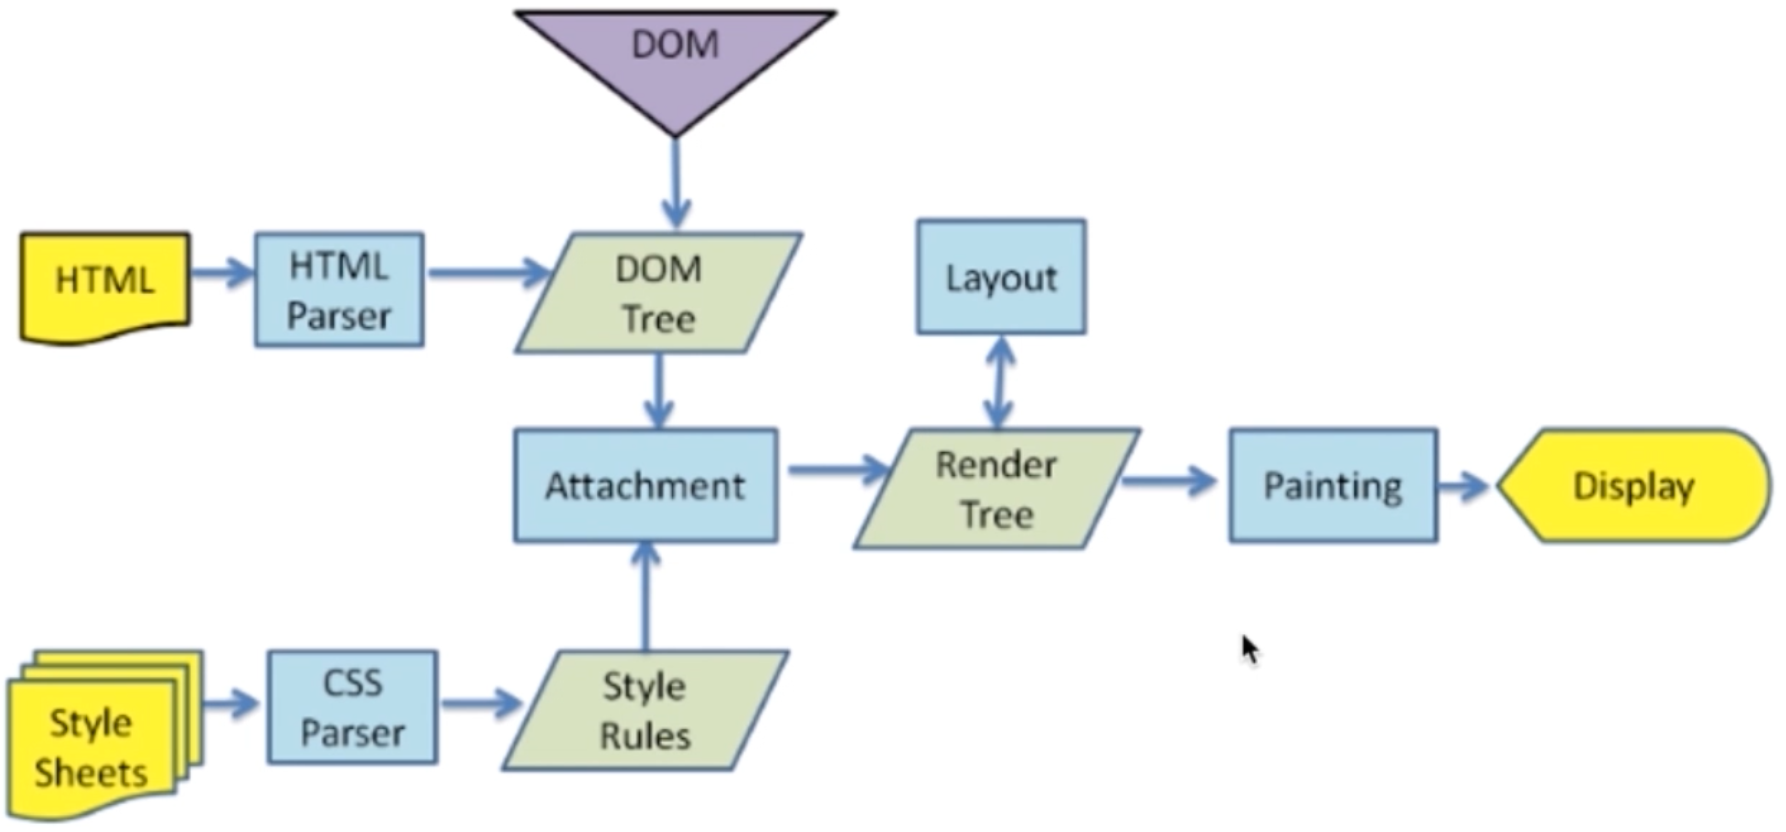 DOM
HTML
HTML
Parser
DOM
Tree
Layout
Attachment
Render
Tree
Painting
Display
Style
Sheets
CSS
Parser
Style
Rules